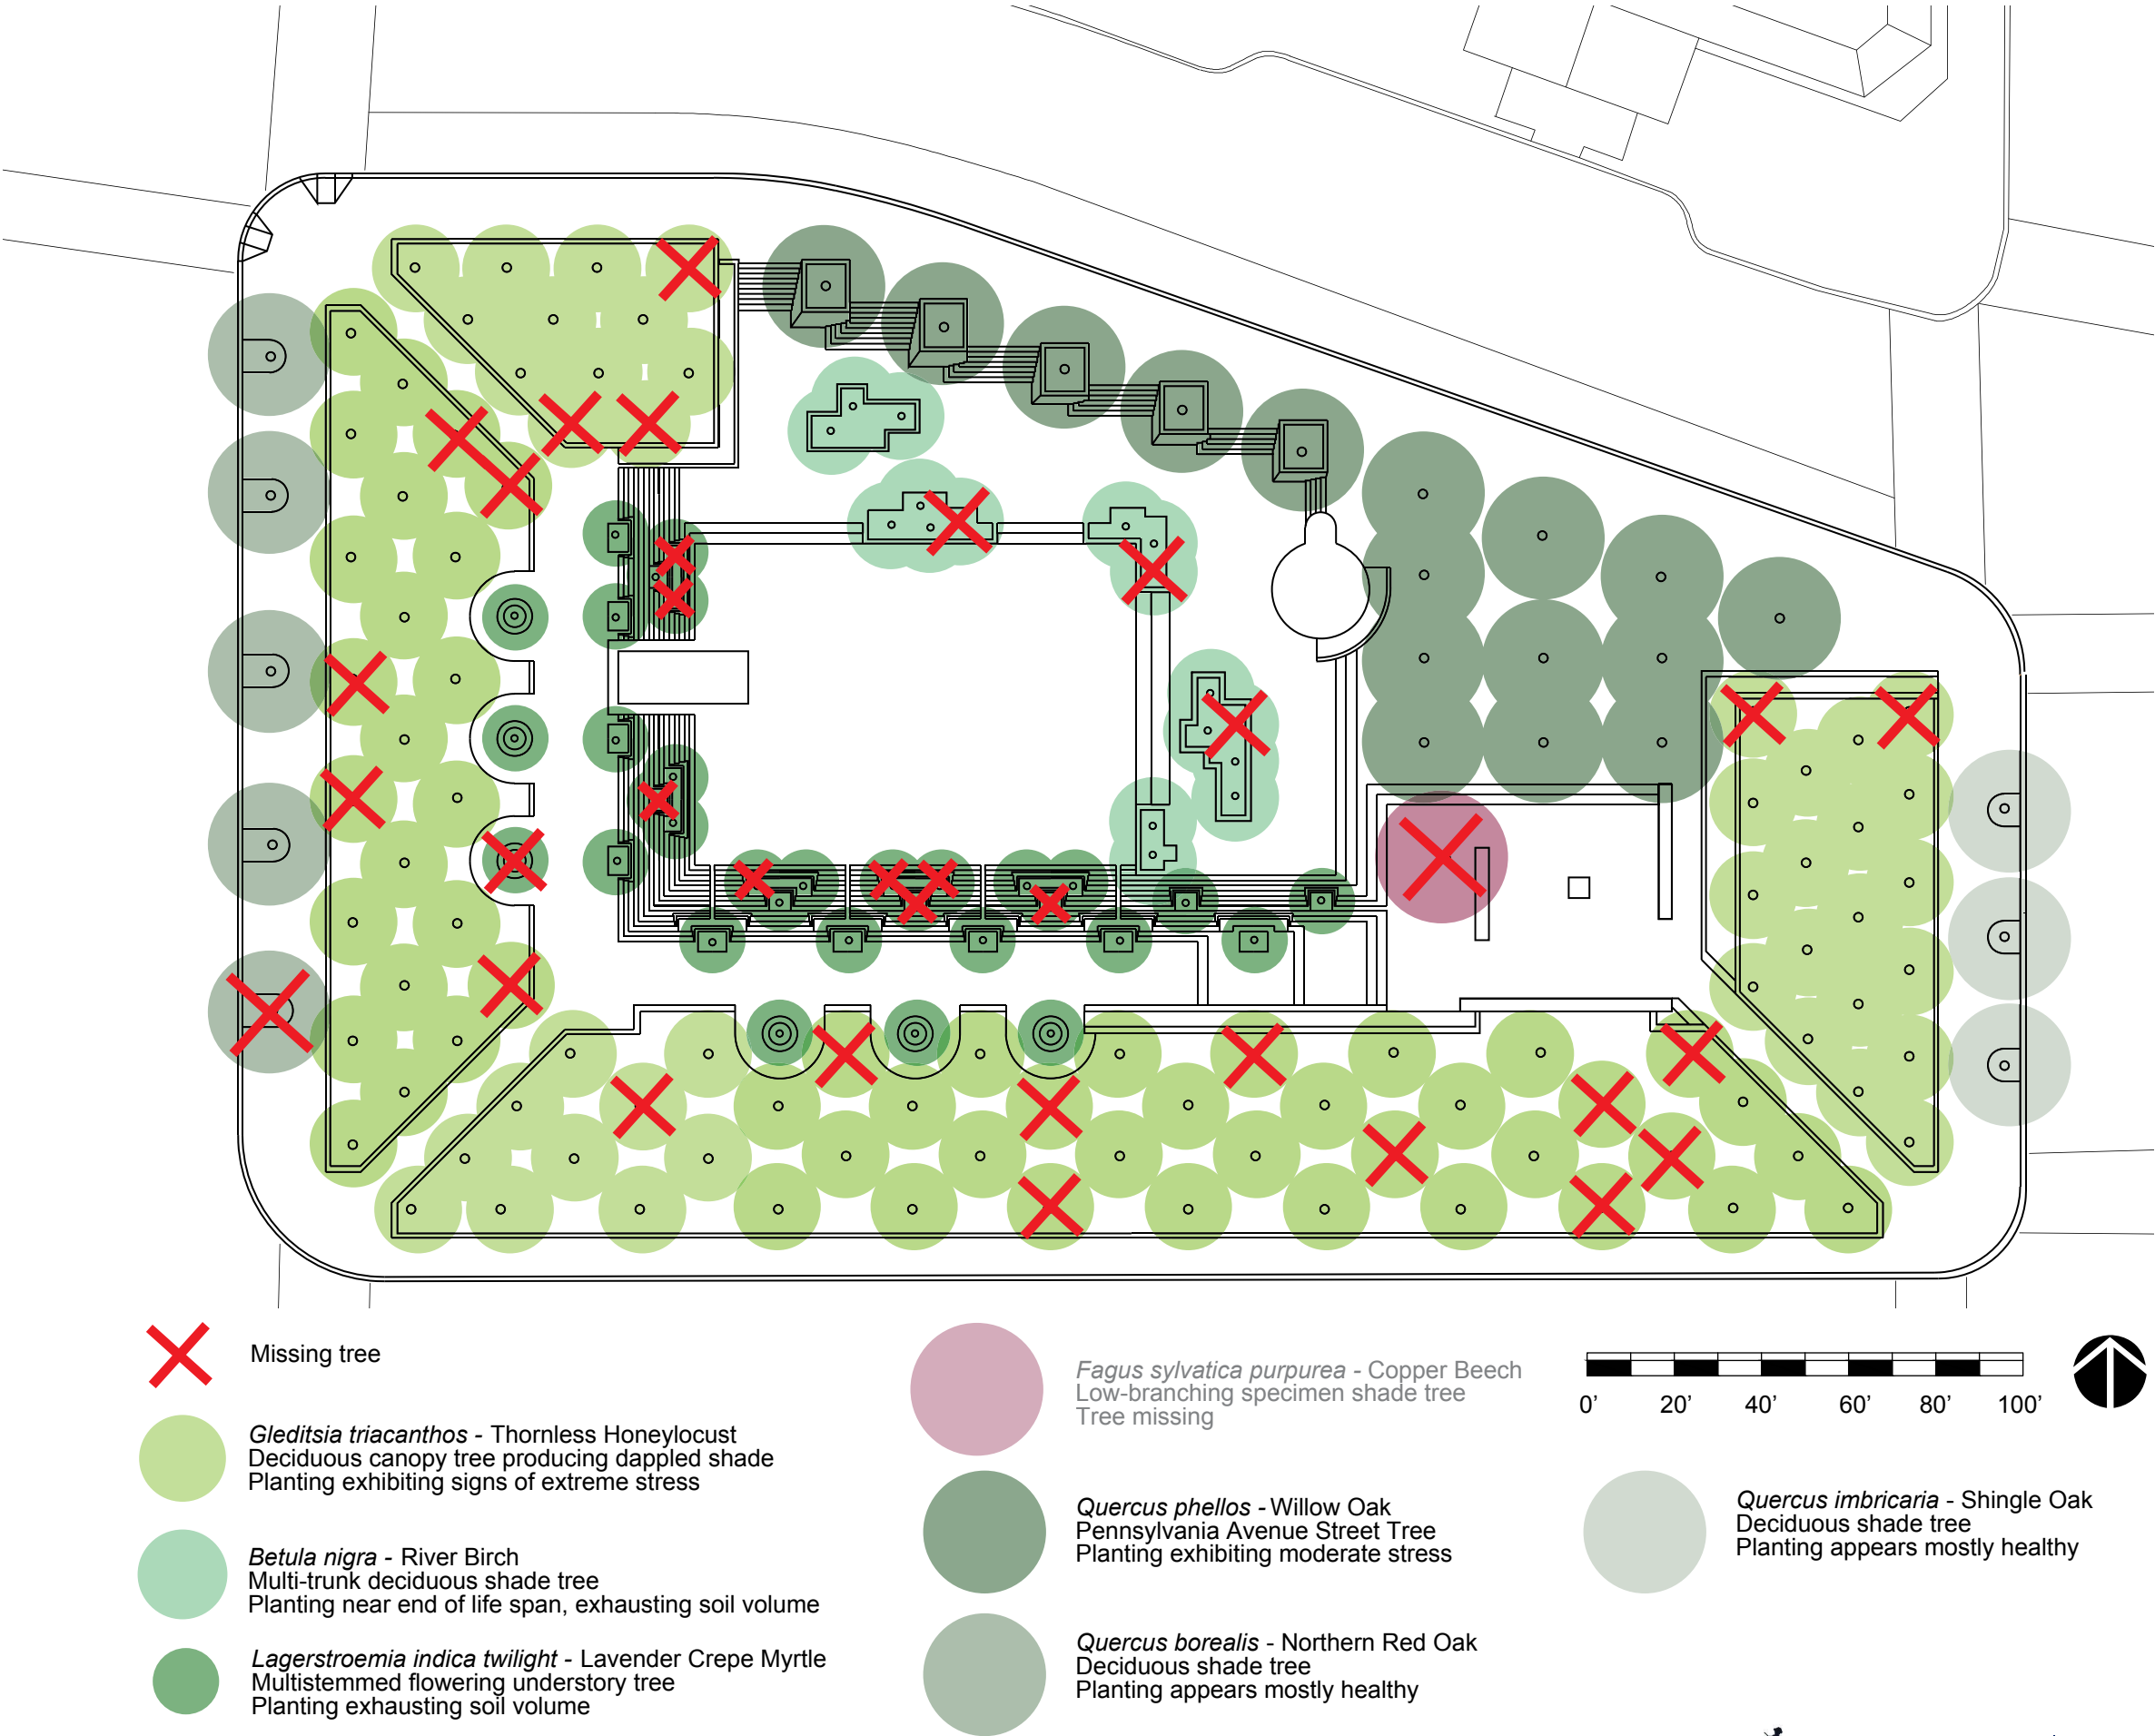 Missing tree
Gleditsia triacanthos - Thornless Honeylocust
Deciduous canopy tree producing dappled shade
Planting exhibiting signs of extreme stress
Betula nigra - River Birch
Multi-trunk deciduous shade tree
Planting near end of life span, exhausting soil volume
Lagerstroemia indica twilight - Lavender Crepe Myrtle
Multistemmed flowering understory tree
Planting exhausting soil volume
Fagus sylvatica purpurea - Copper Beech
Low-branching specimen shade tree
Tree missing
Quercus phellos - Willow Oak
Pennsylvania Avenue Street Tree
Planting exhibiting moderate stress
Quercus borealis - Northern Red Oak
Deciduous shade tree
Planting appears mostly healthy
0’ 20’ 40’ 60’ 80’ 100’
Quercus imbricaria - Shingle Oak
Deciduous shade tree
Planting appears mostly healthy